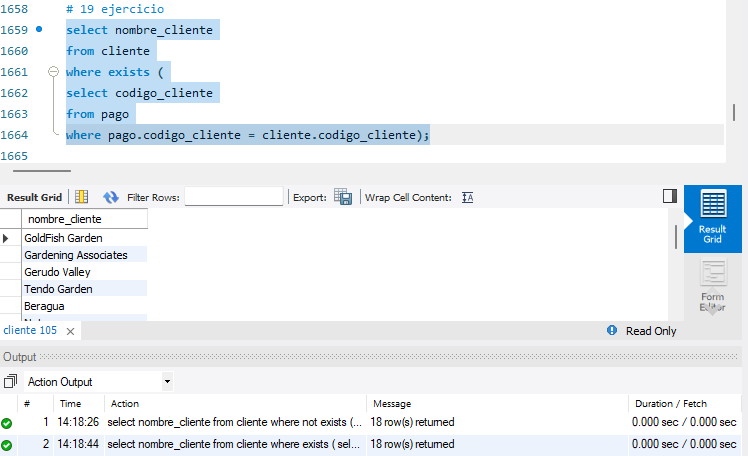 1658 # 19 ejercicio
1659 select nombre_cliente
1660 from cliente
1661 where exists (
1662 select codigo_cliente
1663 from pago
1664 where pago.codigo_cliente = cliente.codigo_cliente);
1665
Result Grid Filter Rows: Export: Wrap Cell Content:
nombre_cliente
GoldFish Garden
Gardening Associates
Gerudo Valley
Tendo Garden
Beragua
Result
Grid
Form
Editor
cliente 105 Read Only
Output
Action Output
# Time Action Message Duration / Fetch
1 14:18:26 select nombre_cliente from cliente where not exists (... 18 row(s) returned 0.000 sec / 0.000 sec
2 14:18:44 select nombre_cliente from cliente where exists ( sel... 18 row(s) returned 0.000 sec / 0.000 sec